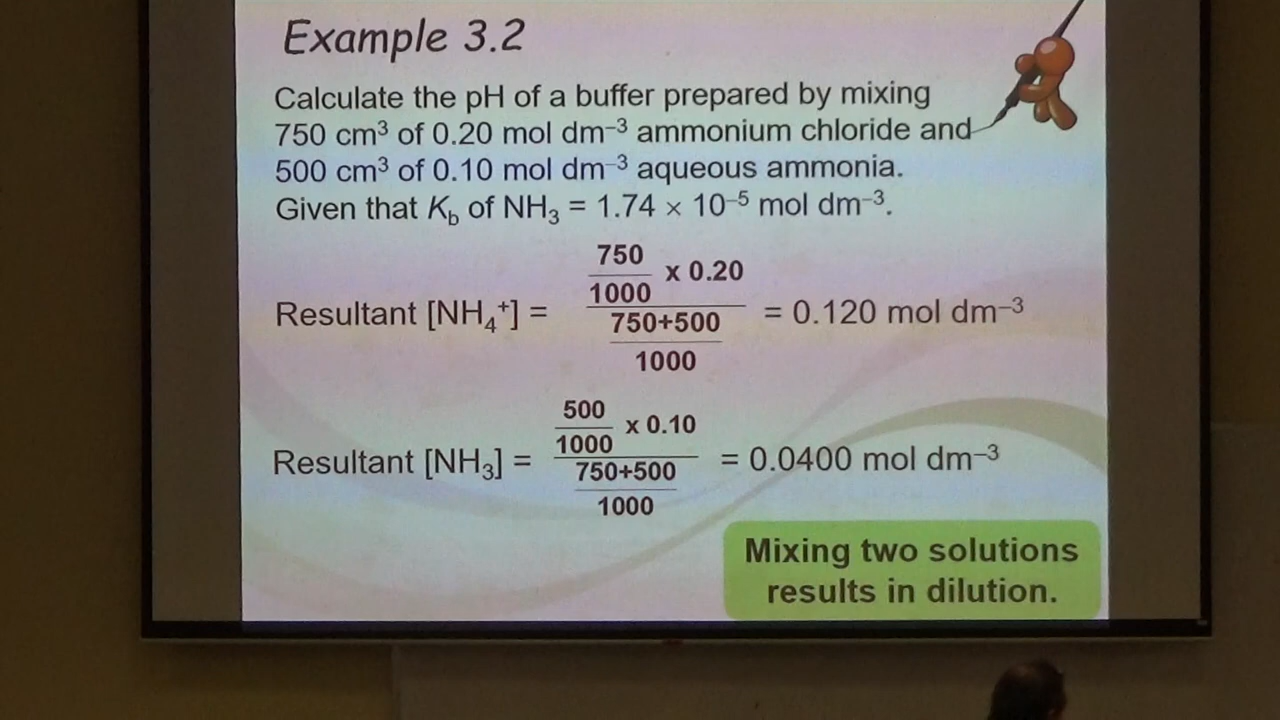 Example 3.2
Calculate the pH of a buffer prepared by mixing
750 cm³ of 0.20 mol dm⁻³ ammonium chloride and
500 cm³ of 0.10 mol dm⁻³ aqueous ammonia.
Given that K_b of NH₃ = 1.74 × 10⁻⁵ mol dm⁻³.
750
1000
x 0.20
Resultant [NH₄⁺] =
750+500
1000
= 0.120 mol dm⁻³
500
1000
x 0.10
Resultant [NH₃] =
750+500
1000
= 0.0400 mol dm⁻³
Mixing two solutions
results in dilution.